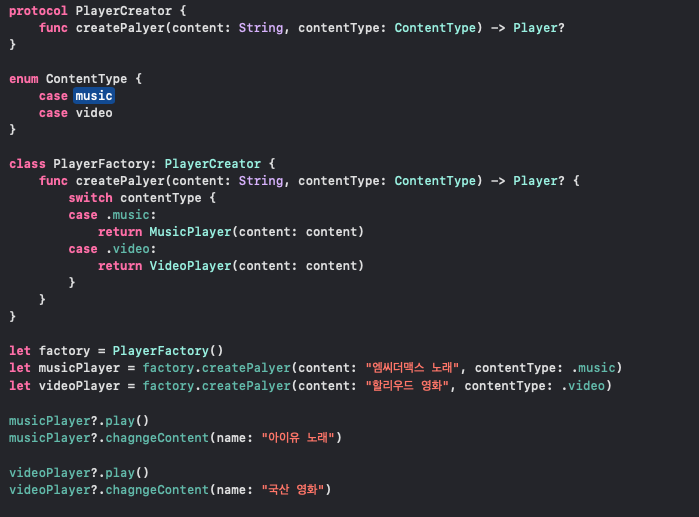 protocol PlayerCreator {
    func createPalyer(content: String, contentType: ContentType) -> Player?
}
enum ContentType {
    case music
    case video
}
class PlayerFactory: PlayerCreator {
    func createPalyer(content: String, contentType: ContentType) -> Player? {
        switch contentType {
        case .music:
            return MusicPlayer(content: content)
        case .video:
            return VideoPlayer(content: content)
        }
    }
}
let factory = PlayerFactory()
let musicPlayer = factory.createPalyer(content: "엠씨더맥스 노래", contentType: .music)
let videoPlayer = factory.createPalyer(content: "할리우드 영화", contentType: .video)
musicPlayer?.play()
musicPlayer?.chagngeContent(name: "아이유 노래")
videoPlayer?.play()
videoPlayer?.chagngeContent(name: "국산 영화")